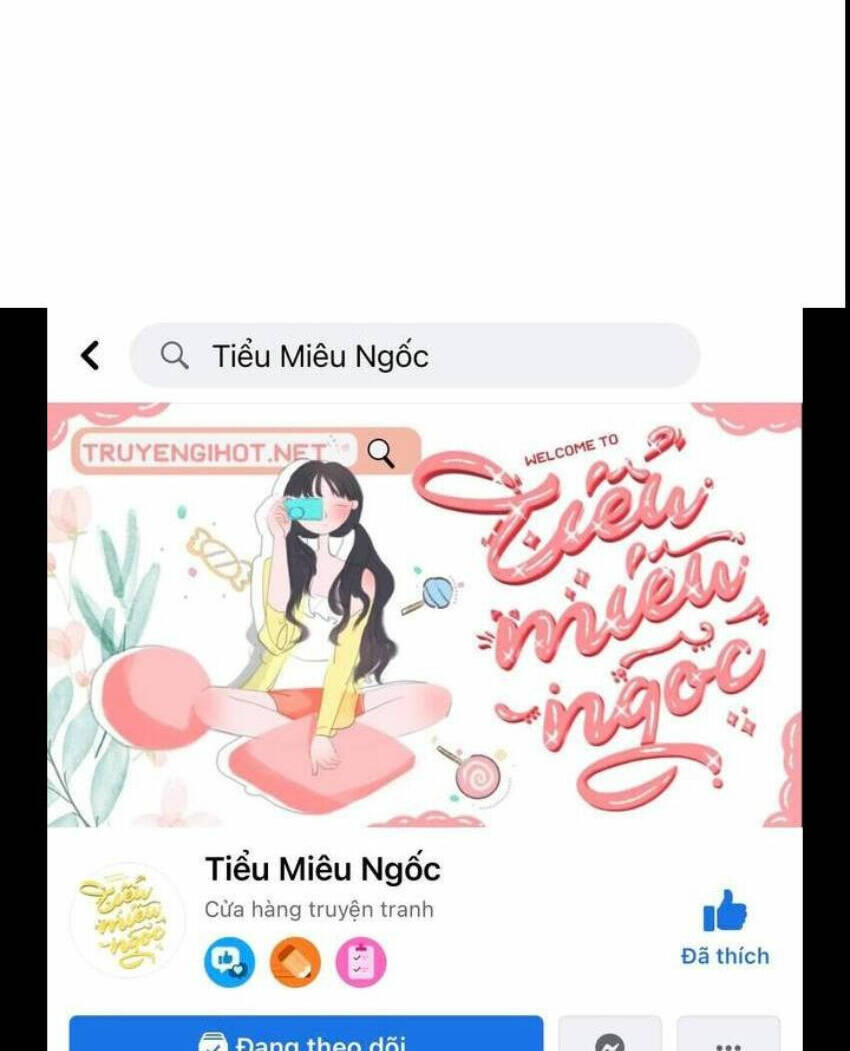 Tiểu Miêu Ngốc
TRUYENGIHOT.NET
WELCOME TO
Tiểu
miêu
ngốc
Tiểu Miêu Ngốc
Cửa hàng truyện tranh
Tiểu
miêu
ngốc
Đã thích
Đang theo dõi